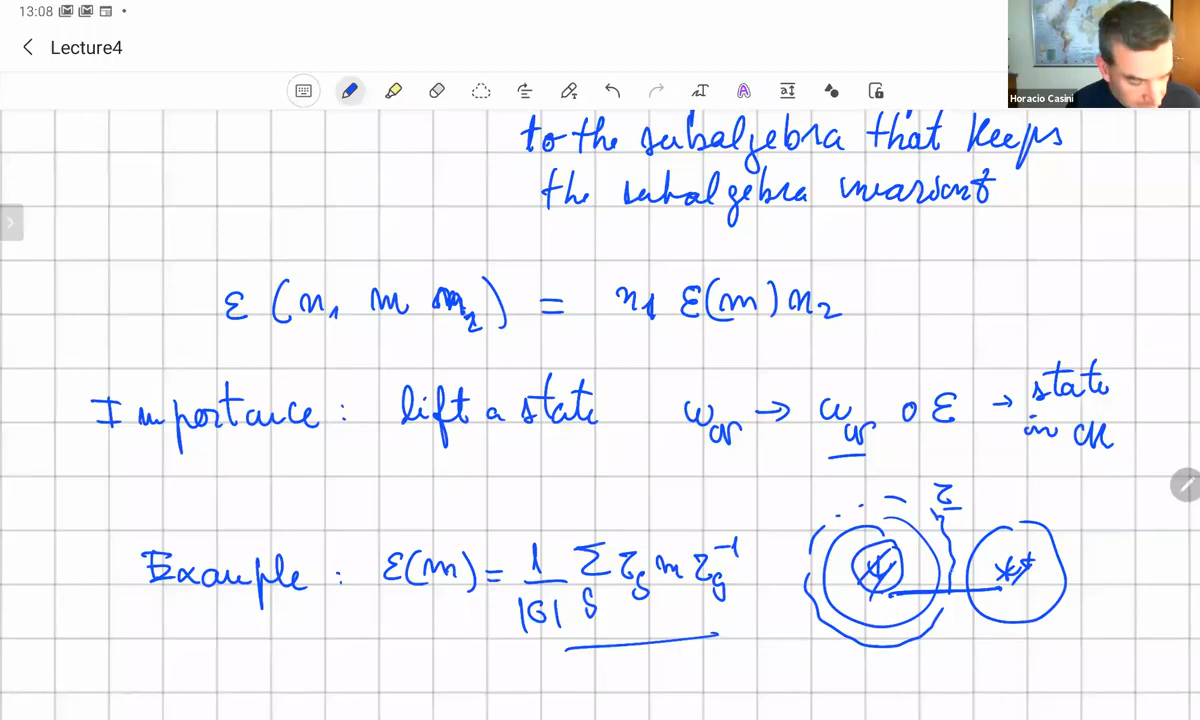 13:08
Lecture4
Horacio Casini
to the subalgebra that keeps
the subalgebra invariant
ε (n₁ m n₂) = n₁ ε(m) n₂
Importance : lift a state ω_𝒩 → ω_𝒩 ∘ ε → state in ℳ
Example : ε(m) = 1/|G| Σ_g τ_g m τ_g⁻¹
τ